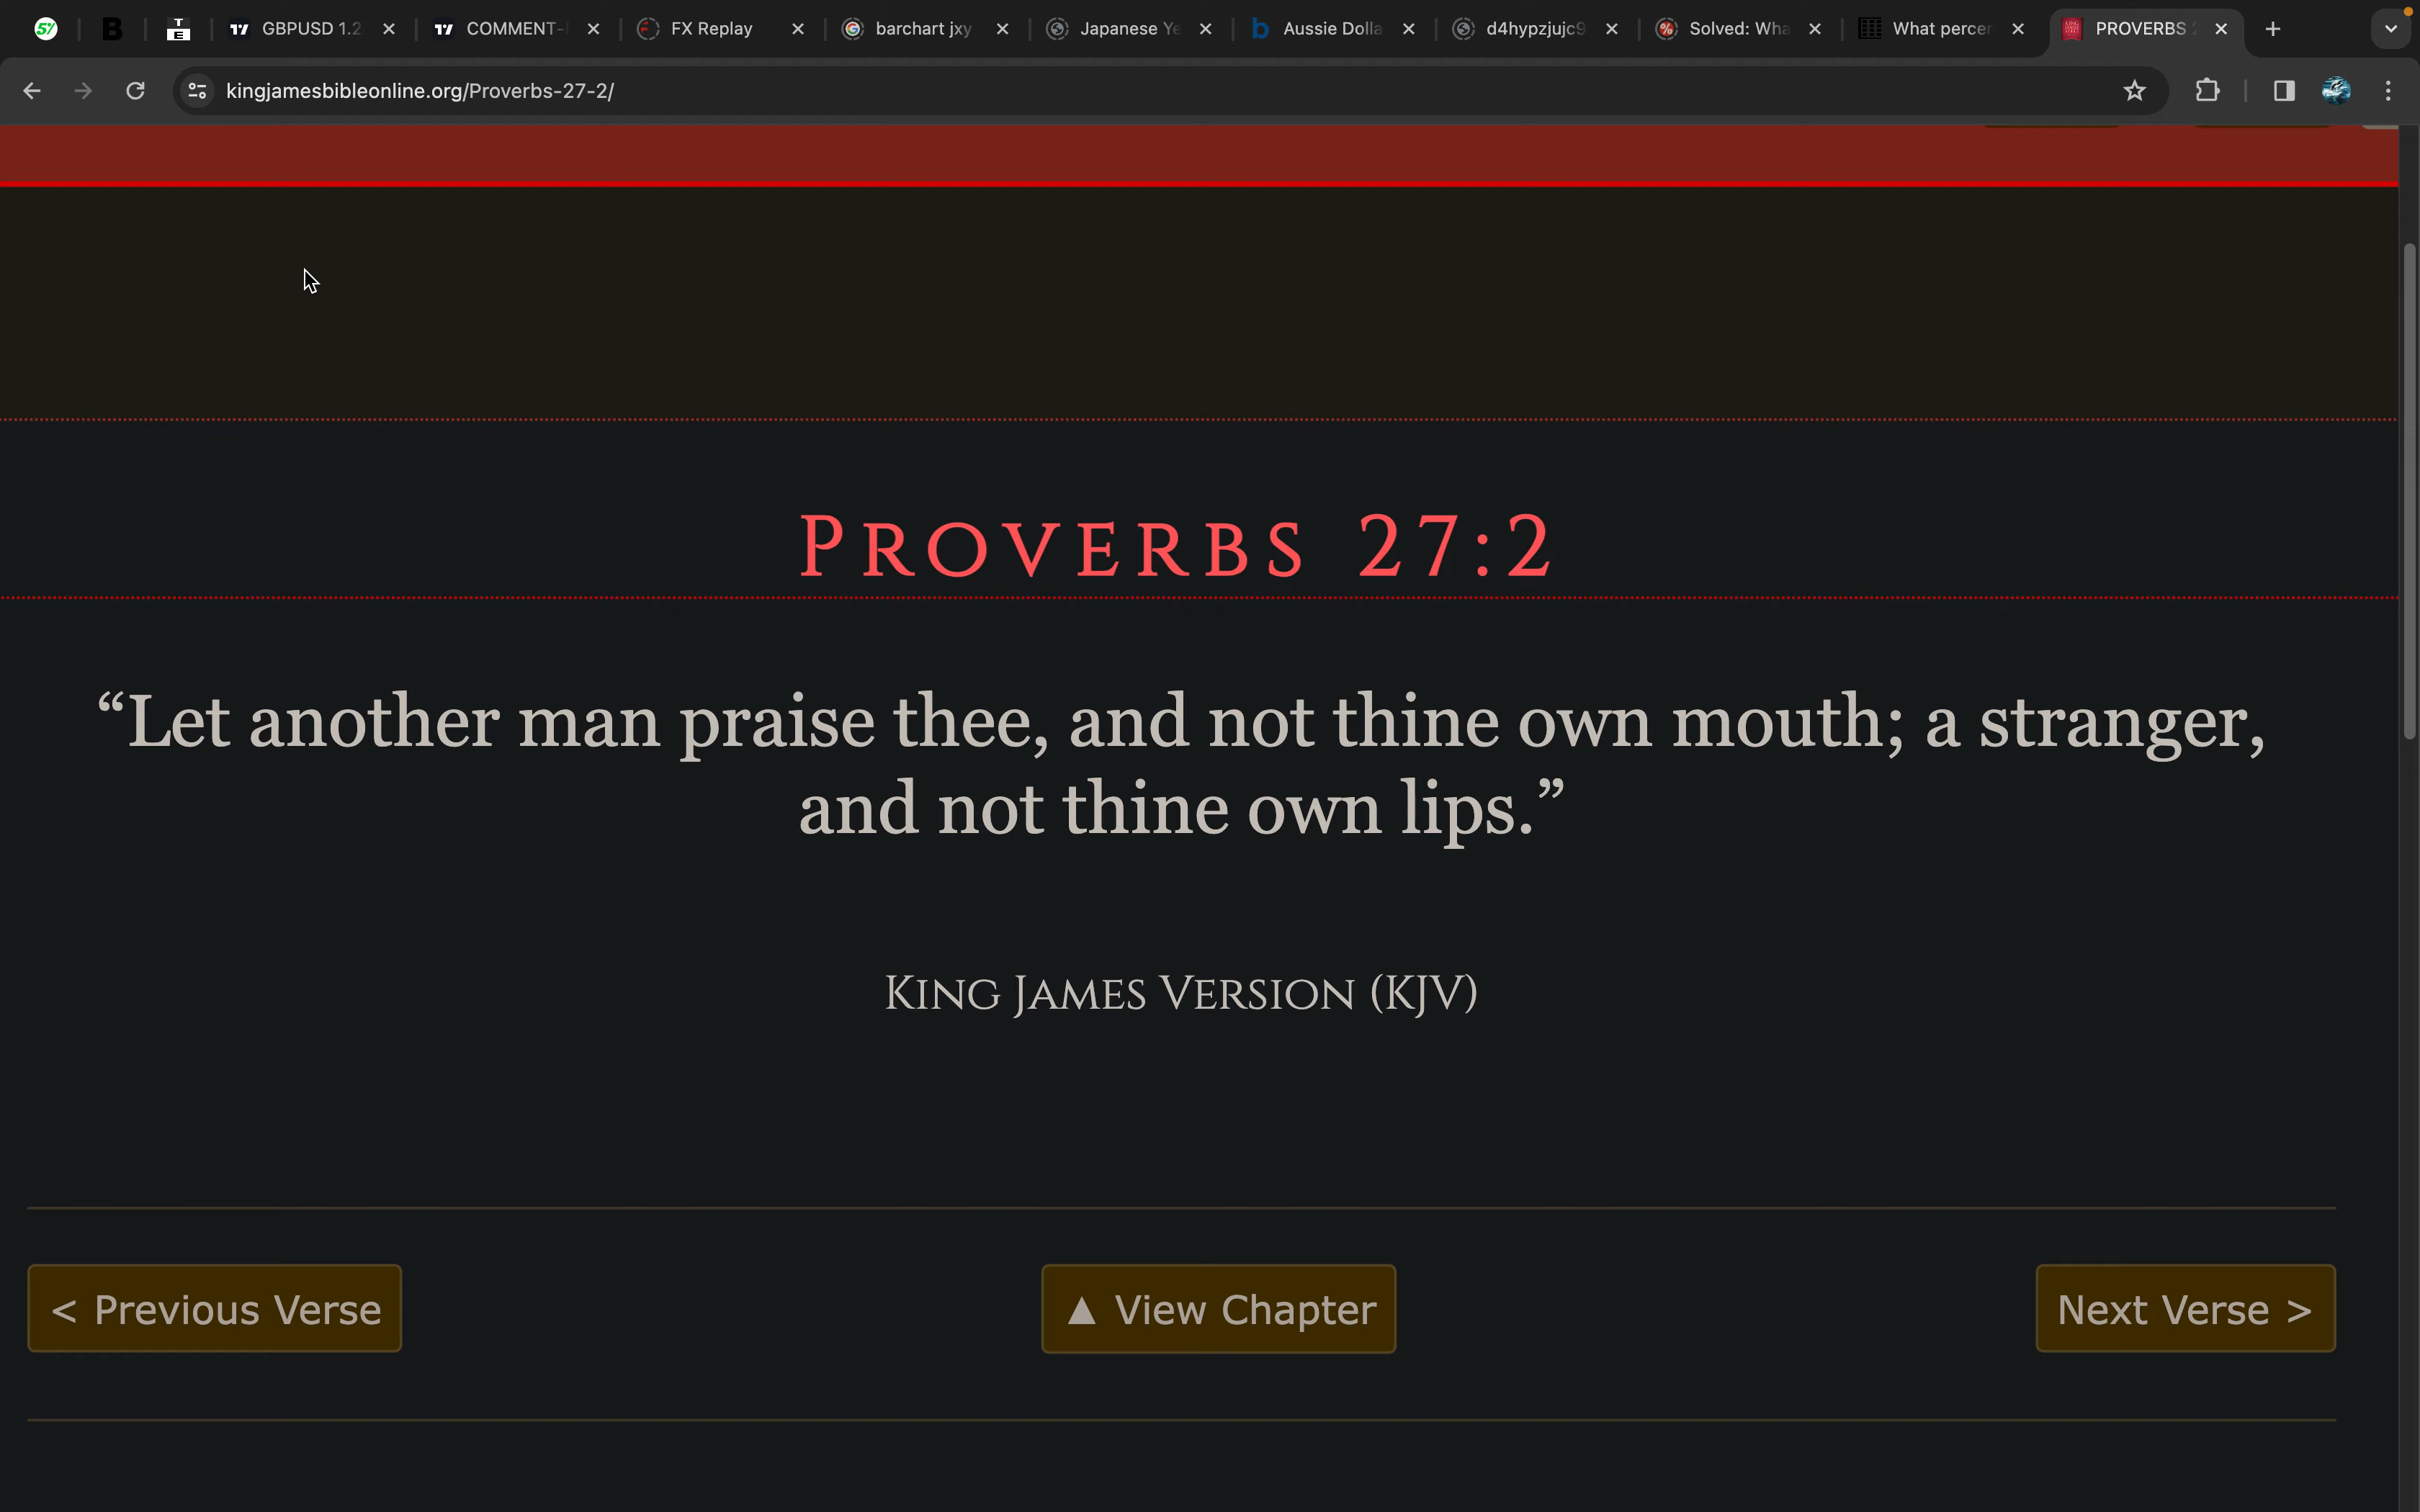 GBPUSD 1.2
COMMENT-
FX Replay
barchart jxy
Japanese Ye
Aussie Dolla
d4hypzjujc9
Solved: Wha
What percen
PROVERBS 2
kingjamesbibleonline.org/Proverbs-27-2/
PROVERBS 27:2
“Let another man praise thee, and not thine own mouth; a stranger,
and not thine own lips.”
KING JAMES VERSION (KJV)
< Previous Verse
▲ View Chapter
Next Verse >